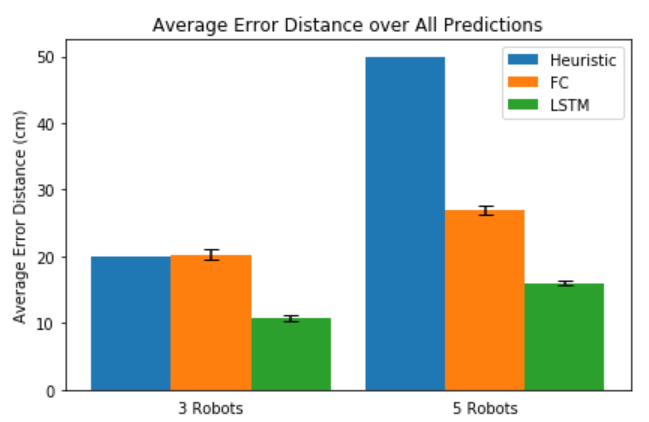 Average Error Distance over All Predictions
Average Error Distance (cm)
50
40
30
20
10
0
Heuristic
FC
LSTM
3 Robots
5 Robots